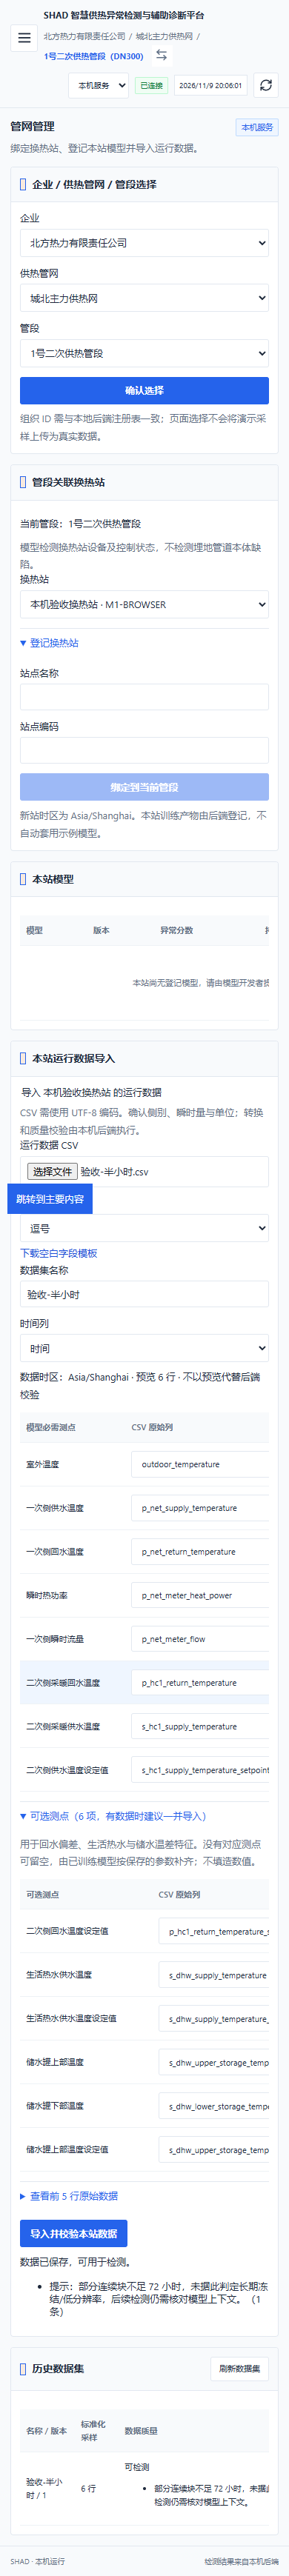 SHAD 智慧供热异常检测与辅助诊断平台
北方热力有限责任公司 / 城北主力供热网 /
1号二次供热管段（DN300）
本机服务
已连接
2026/11/9 20:06:01
管网管理
本机服务
绑定换热站、登记本站模型并导入运行数据。
企业 / 供热管网 / 管段选择
企业
北方热力有限责任公司
供热管网
城北主力供热网
管段
1号二次供热管段
确认选择
组织 ID 需与本地后端注册表一致；页面选择不会将演示采
样上传为真实数据。
管段关联换热站
当前管段：1号二次供热管段
模型检测换热站设备及控制状态，不检测埋地管道本体缺
陷。
换热站
本机验收换热站 · M1-BROWSER
登记换热站
站点名称
站点编码
绑定到当前管段
新站时区为 Asia/Shanghai。本站训练产物由后端登记，不
自动套用示例模型。
本站模型
模型 版本 异常分数
本站尚无登记模型，请由模型开发者
本站运行数据导入
导入 本机验收换热站 的运行数据
CSV 需使用 UTF-8 编码。确认侧别、瞬时量与单位；转换
和质量校验由本机后端执行。
运行数据 CSV
选择文件 验收-半小时.csv
跳转到主要内容
逗号
下载空白字段模板
数据集名称
验收-半小时
时间列
时间
数据时区：Asia/Shanghai · 预览 6 行 · 不以预览代替后端
校验
模型必需测点 CSV 原始列
室外温度 outdoor_temperature
一次侧供水温度 p_net_supply_temperature
一次侧回水温度 p_net_return_temperature
瞬时热功率 p_net_meter_heat_power
一次侧瞬时流量 p_net_meter_flow
二次侧采暖回水温度 p_hc1_return_temperature
二次侧采暖供水温度 s_hc1_supply_temperature
二次侧供水温度设定值 s_hc1_supply_temperature_setpoint
可选测点（6 项，有数据时建议一并导入）
用于回水偏差、生活热水与储水温差特征。没有对应测点
可留空，由已训练模型按保存的参数补齐；不填造数值。
可选测点 CSV 原始列
二次侧回水温度设定值 p_hc1_return_temperature_s
生活热水供水温度 s_dhw_supply_temperature
生活热水供水温度设定值 s_dhw_supply_temperature_
储水罐上部温度 s_dhw_upper_storage_temp
储水罐下部温度 s_dhw_lower_storage_tempe
储水罐上部温度设定值 s_dhw_upper_storage_temp
查看前 5 行原始数据
导入并校验本站数据
数据已保存，可用于检测。
提示：部分连续块不足 72 小时，未据此判定长期冻
结/低分辨率，后续检测仍需核对模型上下文。（1
条）
历史数据集
刷新数据集
名称 / 版本 标准化
采样 数据质量
验收-半小
时 / 1 6 行 可检测
部分连续块不足 72 小时，未据
检测仍需核对模型上下文。
SHAD · 本机运行
检测结果来自本机后端